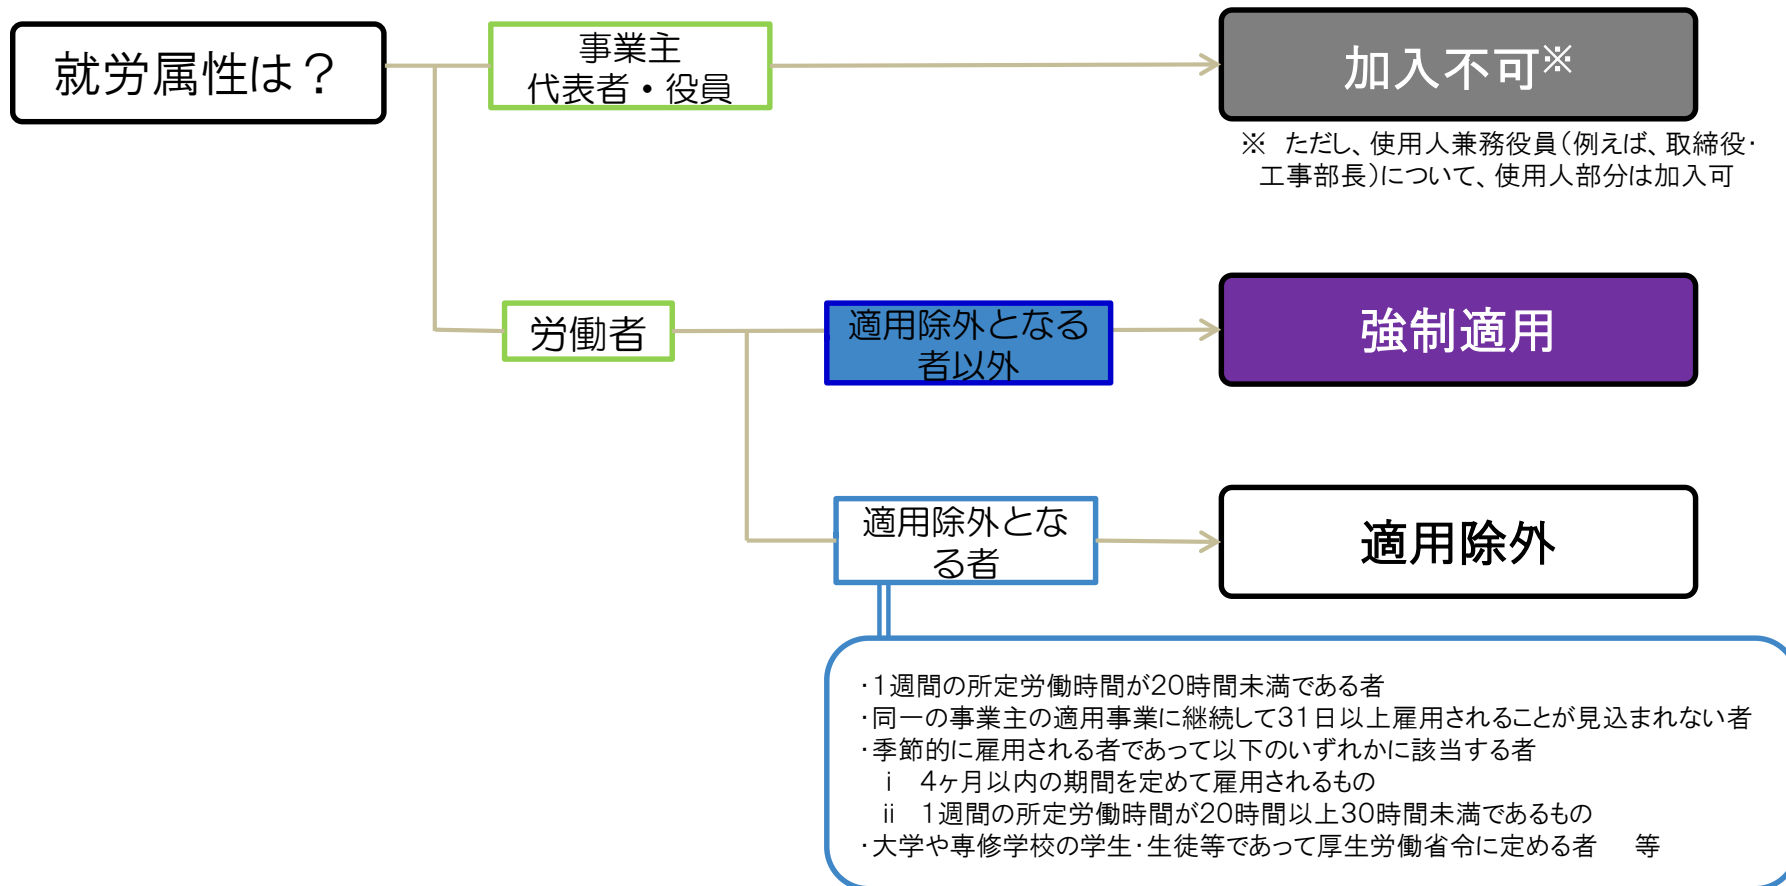 就労属性は？
事業主
代表者・役員
加入不可※
※　ただし、使用人兼務役員（例えば、取締役・
工事部長）について、使用人部分は加入可
労働者
適用除外となる
者以外
強制適用
適用除外とな
る者
適用除外
・1週間の所定労働時間が20時間未満である者
・同一の事業主の適用事業に継続して31日以上雇用されることが見込まれない者
・季節的に雇用される者であって以下のいずれかに該当する者
ⅰ　4ヶ月以内の期間を定めて雇用されるもの
ⅱ　1週間の所定労働時間が20時間以上30時間未満であるもの
・大学や専修学校の学生・生徒等であって厚生労働省令に定める者　等